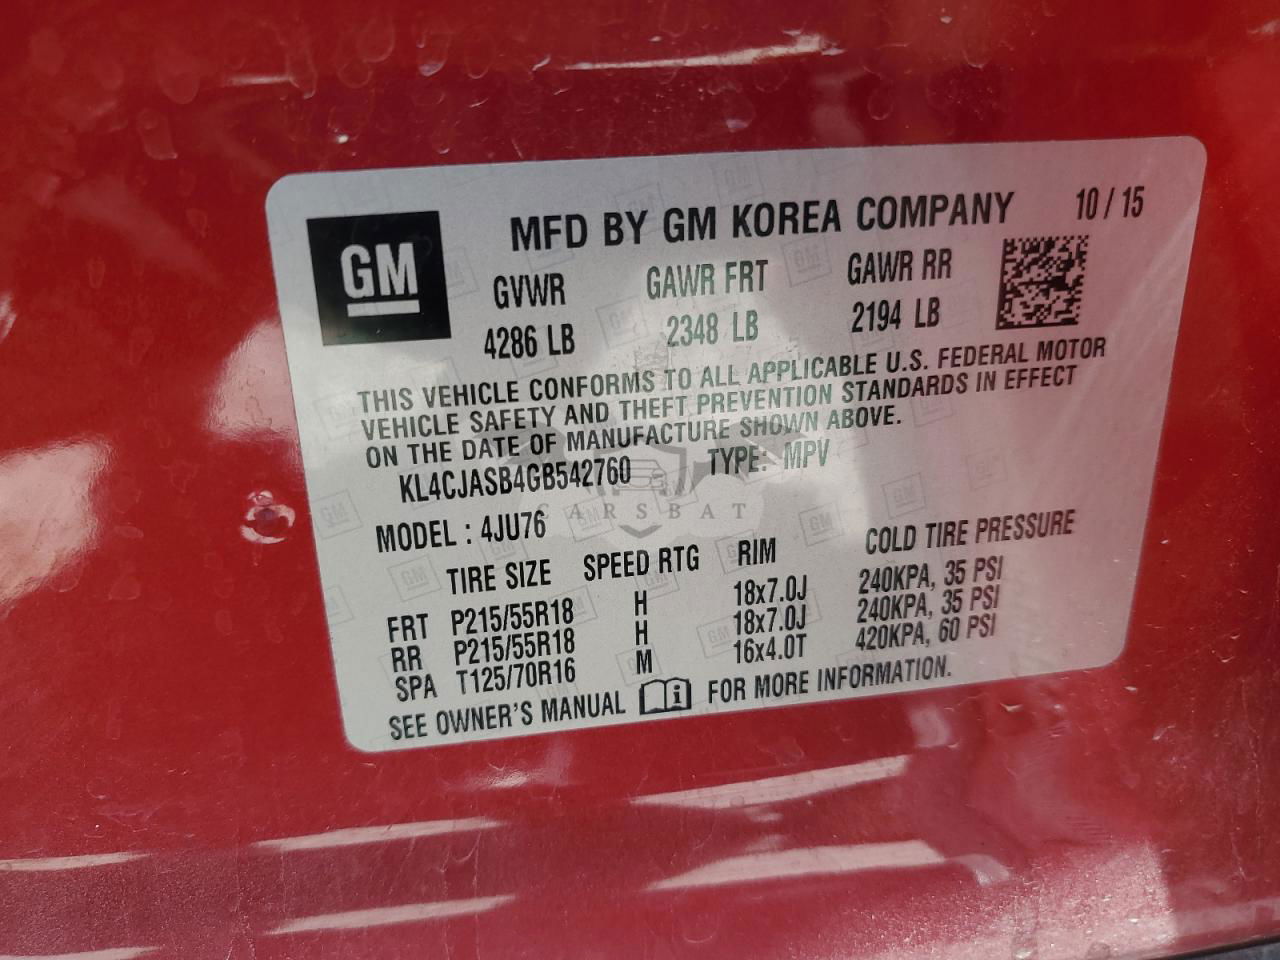 GM
MFD BY GM KOREA COMPANY 10 / 15
GVWR GAWR FRT GAWR RR
4286 LB 2348 LB 2194 LB
THIS VEHICLE CONFORMS TO ALL APPLICABLE U.S. FEDERAL MOTOR
VEHICLE SAFETY AND THEFT PREVENTION STANDARDS IN EFFECT
ON THE DATE OF MANUFACTURE SHOWN ABOVE.
KL4CJASB4GB542760 TYPE: MPV
CARSBAT
MODEL : 4JU76
TIRE SIZE SPEED RTG RIM COLD TIRE PRESSURE
FRT P215/55R18 H 18x7.0J 240KPA, 35 PSI
RR P215/55R18 H 18x7.0J 240KPA, 35 PSI
SPA T125/70R16 M 16x4.0T 420KPA, 60 PSI
SEE OWNER'S MANUAL i FOR MORE INFORMATION.